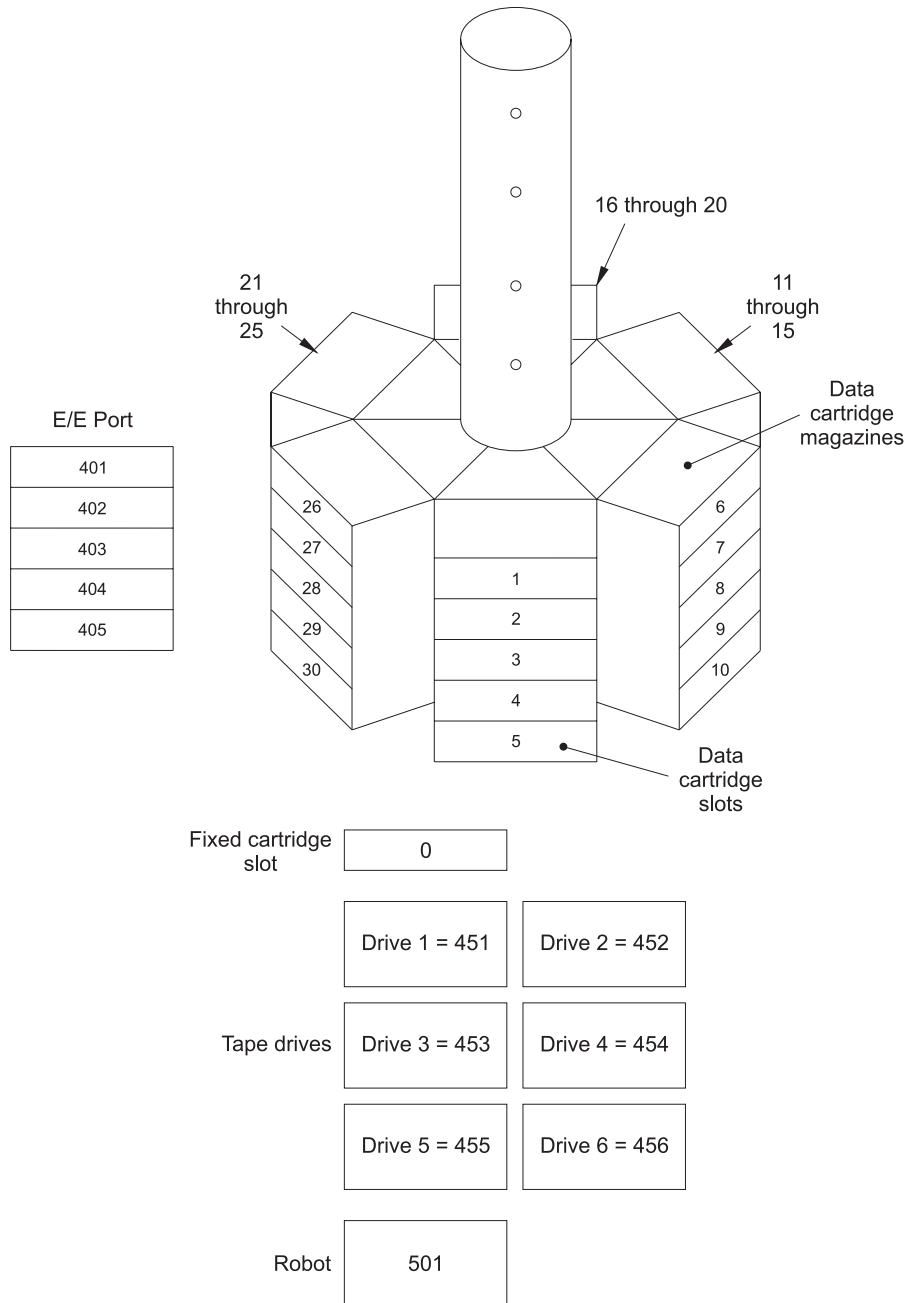 16 through 20
21
through
25
11
through
15
E/E Port
401
402
403
404
405
Data
cartridge
magazines
26
27
28
29
30
6
7
8
9
10
1
2
3
4
5
Data
cartridge
slots
Fixed cartridge
slot
0
Drive 1 = 451
Drive 2 = 452
Tape drives
Drive 3 = 453
Drive 4 = 454
Drive 5 = 455
Drive 6 = 456
Robot
501